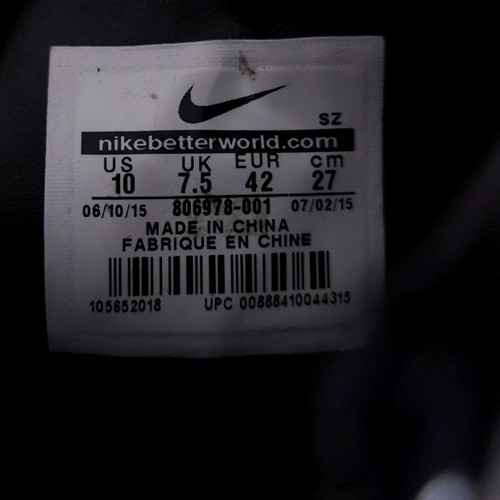 SZ
nikebetterworld.com
US UK EUR cm
10 7.5 42 27
06/10/15 806978-001 07/02/15
MADE IN CHINA
FABRIQUE EN CHINE
105652018 UPC 00888410044315